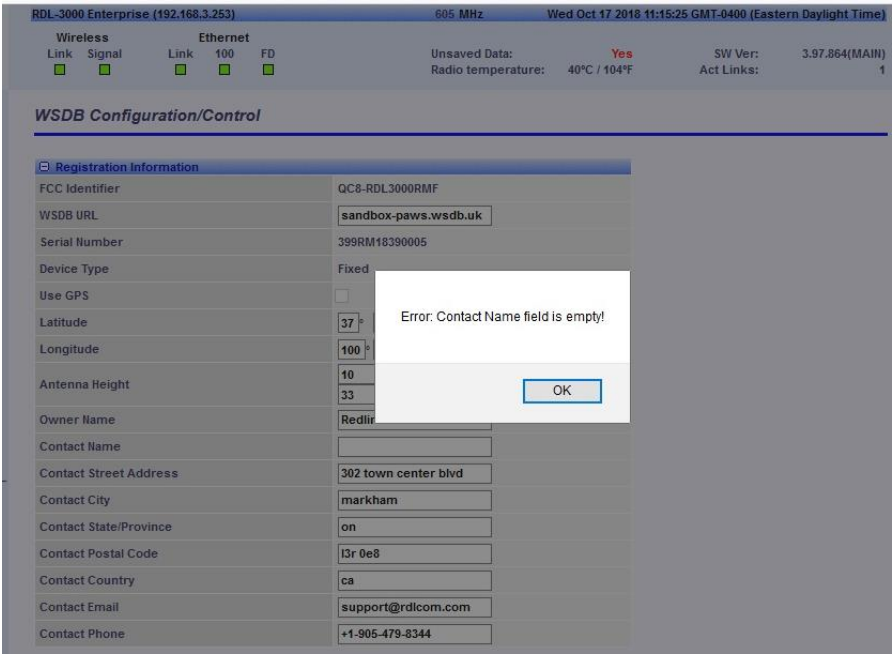 RDL-3000 Enterprise (192.168.3.253) 605 MHz Wed Oct 17 2018 11:15:25 GMT-0400 (Eastern Daylight Time)
Wireless Ethernet
Link Signal Link 100 FD Unsaved Data: Yes SW Ver: 3.97.864(MAIN)
Radio temperature: 40°C / 104°F Act Links: 1
WSDB Configuration/Control
Registration Information
FCC Identifier QC8-RDL3000RMF
WSDB URL sandbox-paws.wsdb.uk
Serial Number 399RM18390005
Device Type Fixed
Use GPS
Latitude 37 °
Longitude 100 °
Antenna Height 10
33
Owner Name
Contact Name
Contact Street Address 302 town center blvd
Contact City markham
Contact State/Province on
Contact Postal Code l3r 0e8
Contact Country ca
Contact Email support@rdlcom.com
Contact Phone +1-905-479-8344
Error: Contact Name field is empty!
OK